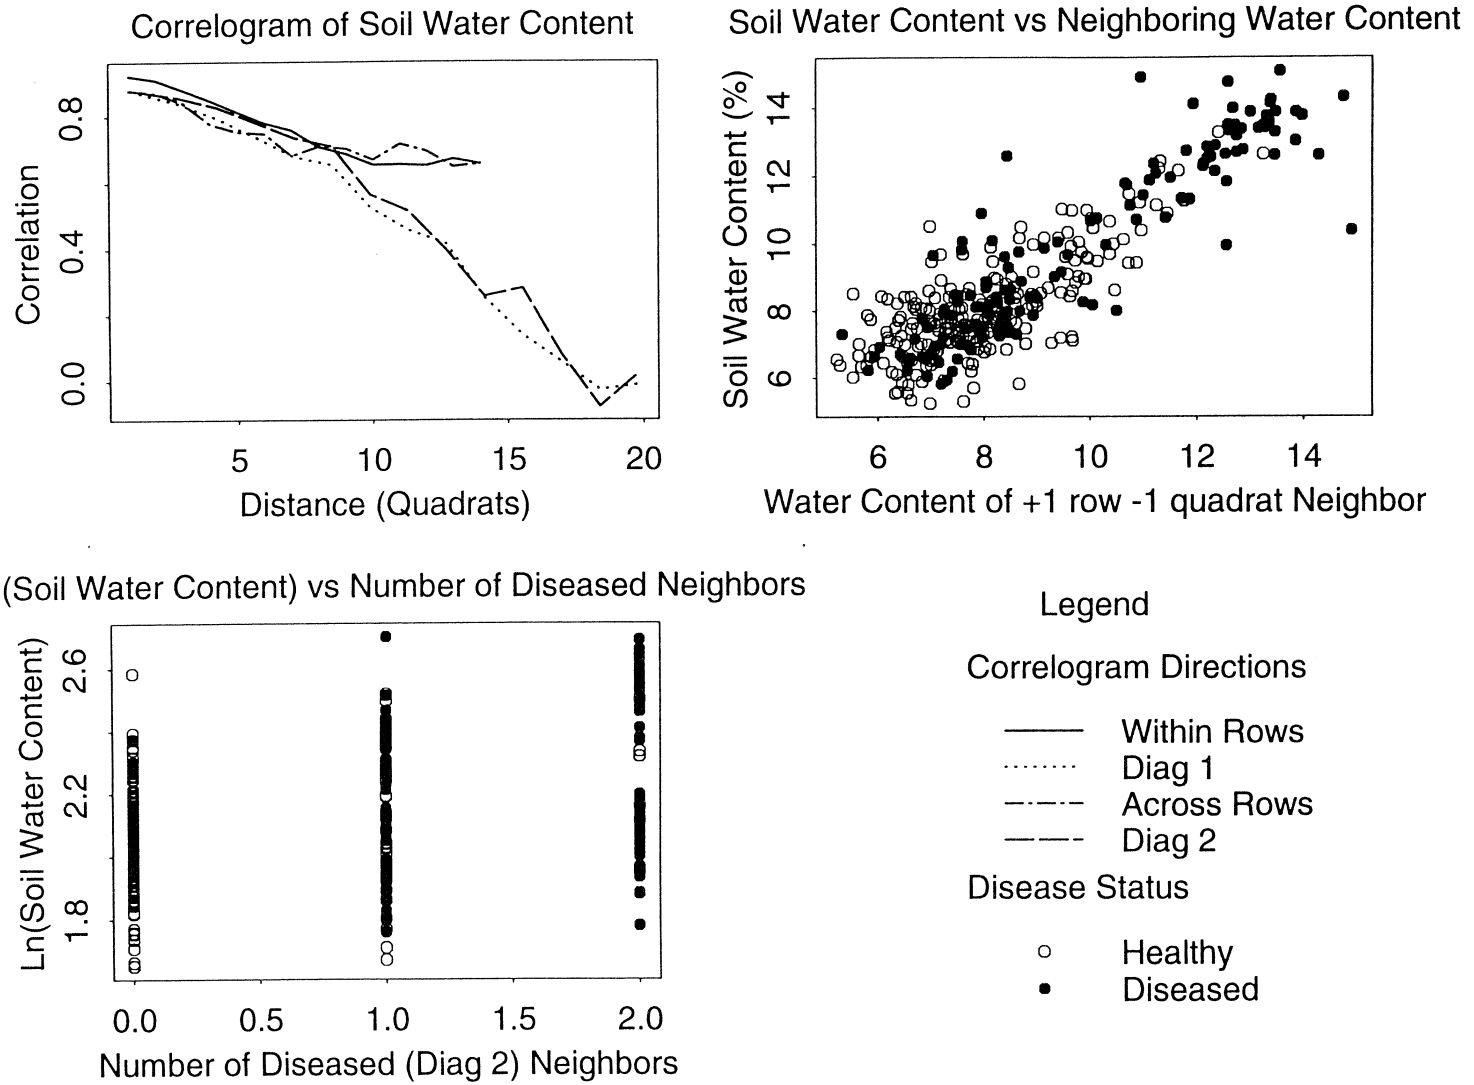 Correlogram of Soil Water Content
Correlation
0.0
0.4
0.8
5
10
15
20
Distance (Quadrats)
Soil Water Content vs Neighboring Water Content
Soil Water Content (%)
6
8
10
12
14
6
8
10
12
14
Water Content of +1 row -1 quadrat Neighbor
(Soil Water Content) vs Number of Diseased Neighbors
Ln(Soil Water Content)
1.8
2.2
2.6
0.0
0.5
1.0
1.5
2.0
Number of Diseased (Diag 2) Neighbors
Legend
Correlogram Directions
Within Rows
Diag 1
Across Rows
Diag 2
Disease Status
Healthy
Diseased